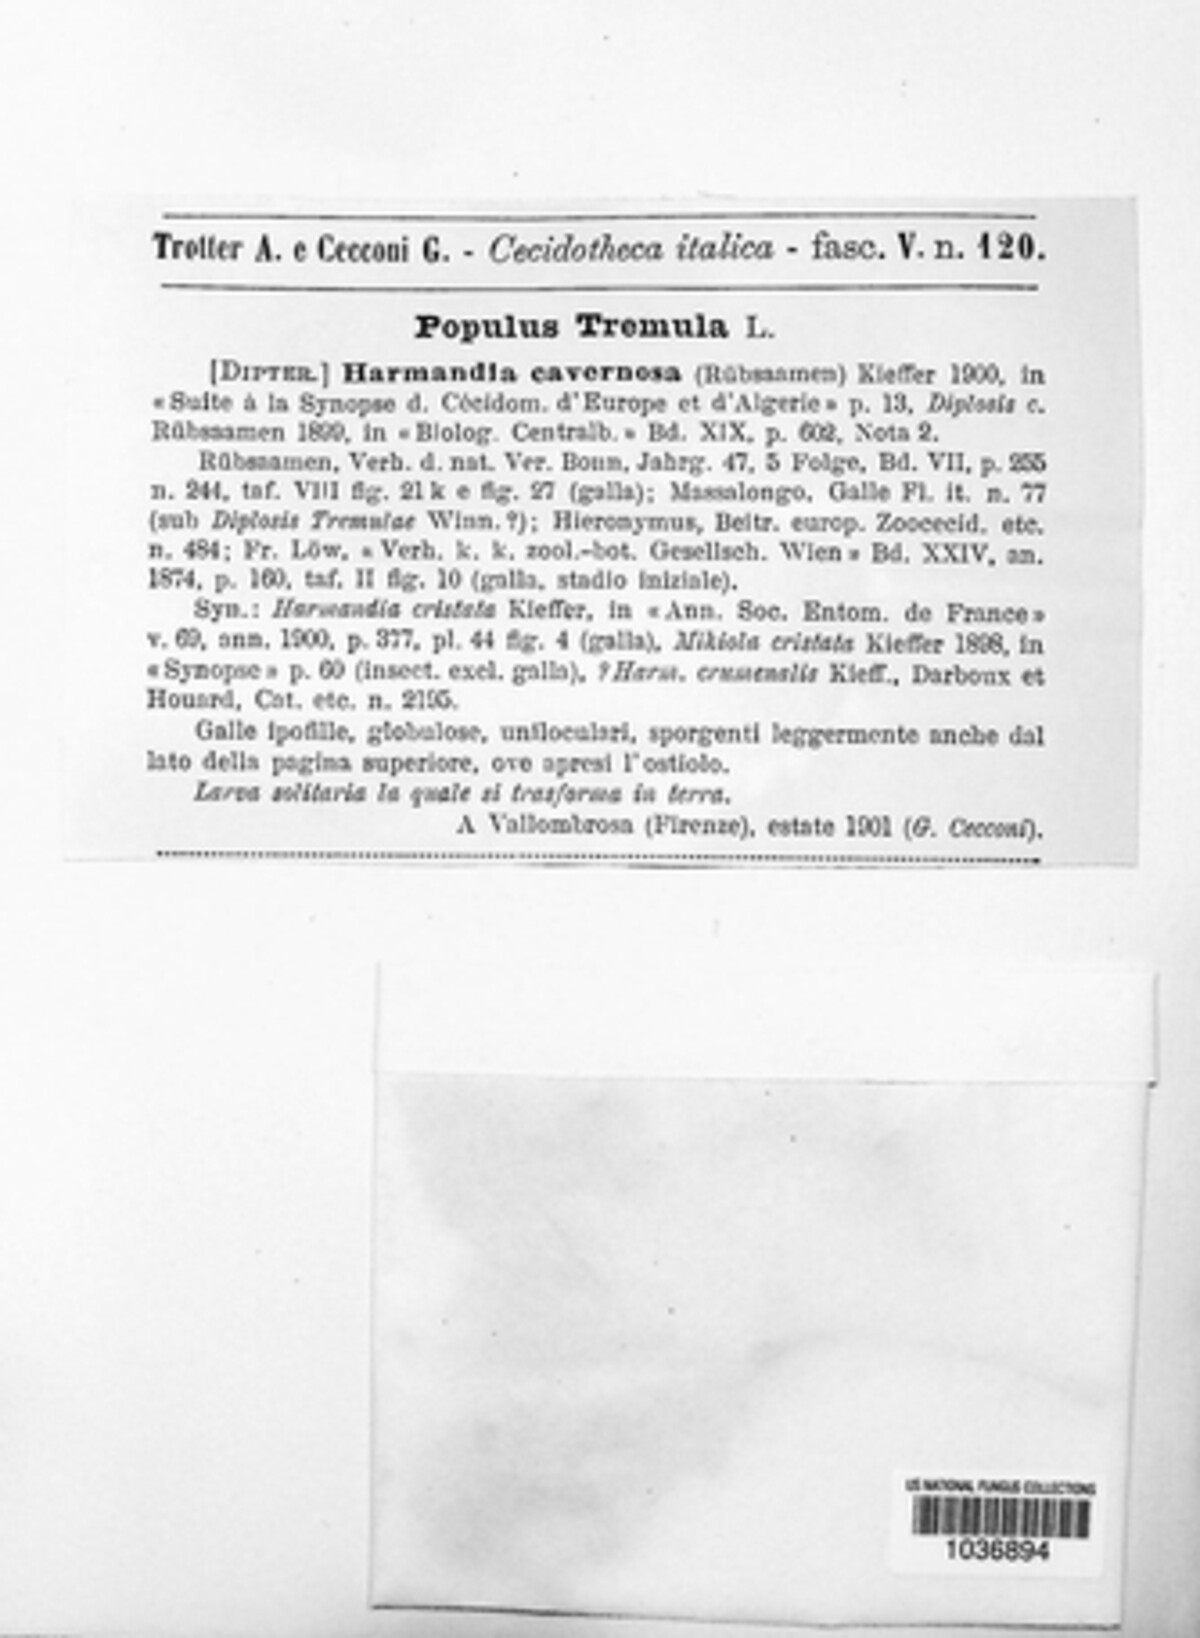 Trotter A. e Cecconi G. - Cecidotheca italica - fasc. V. n. 120.
Populus Tremula L.
[DIPTER.] Harmandia cavernosa (Rübsaamen) Kieffer 1900, in
« Suite à la Synopse d. Cécidom. d'Europe et d'Algerie » p. 13, Diplosis c.
Rübsaamen 1899, in « Biolog. Centralb. » Bd. XIX, p. 602, Nota 2.
Rübsaamen, Verh. d. nat. Ver. Bonn, Jahrg. 47, 5 Folge, Bd. VII, p. 255
n. 244, taf. VIII fig. 21 k e fig. 27 (galla); Massalongo, Galle Fl. it. n. 77
(sub Diplosis Tremulae Winn. ?); Hieronymus, Beitr. europ. Zoocecid. etc.
n. 484; Fr. Löw, « Verh. k. k. zool.-bot. Gesellsch. Wien » Bd. XXIV, an.
1874, p. 160, taf. II fig. 10 (galla, stadio iniziale).
Syn.: Harmandia cristata Kieffer, in « Ann. Soc. Entom. de France »
v. 69, ann. 1900, p. 377, pl. 44 fig. 4 (galla), Mikiola cristata Kieffer 1898, in
« Synopse » p. 60 (insect. excl. galla), ? Harm. crumenalis Kieff., Darboux et
Houard, Cat. etc. n. 2195.
Galle ipofille, globulose, uniloculari, sporgenti leggermente anche dal
lato della pagina superiore, ove apresi l'ostiolo.
Larva solitaria la quale si trasforma in terra.
A Vallombrosa (Firenze), estate 1901 (G. Cecconi).
US NATIONAL FUNGUS COLLECTIONS
1036894